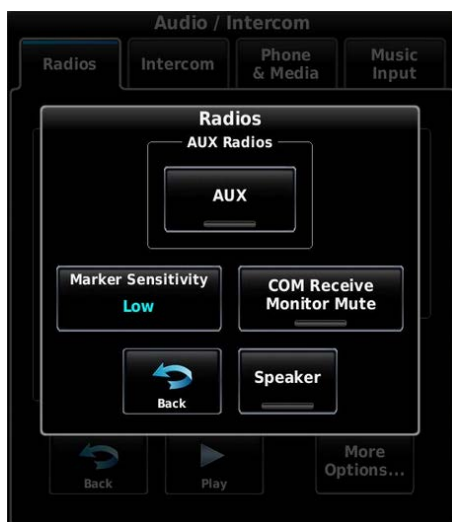 Audio / Intercom
Radios
Intercom
Phone
& Media
Music
Input
Radios
AUX Radios
AUX
Marker Sensitivity
Low
COM Receive
Monitor Mute
Back
Speaker
Back
Play
More
Options...